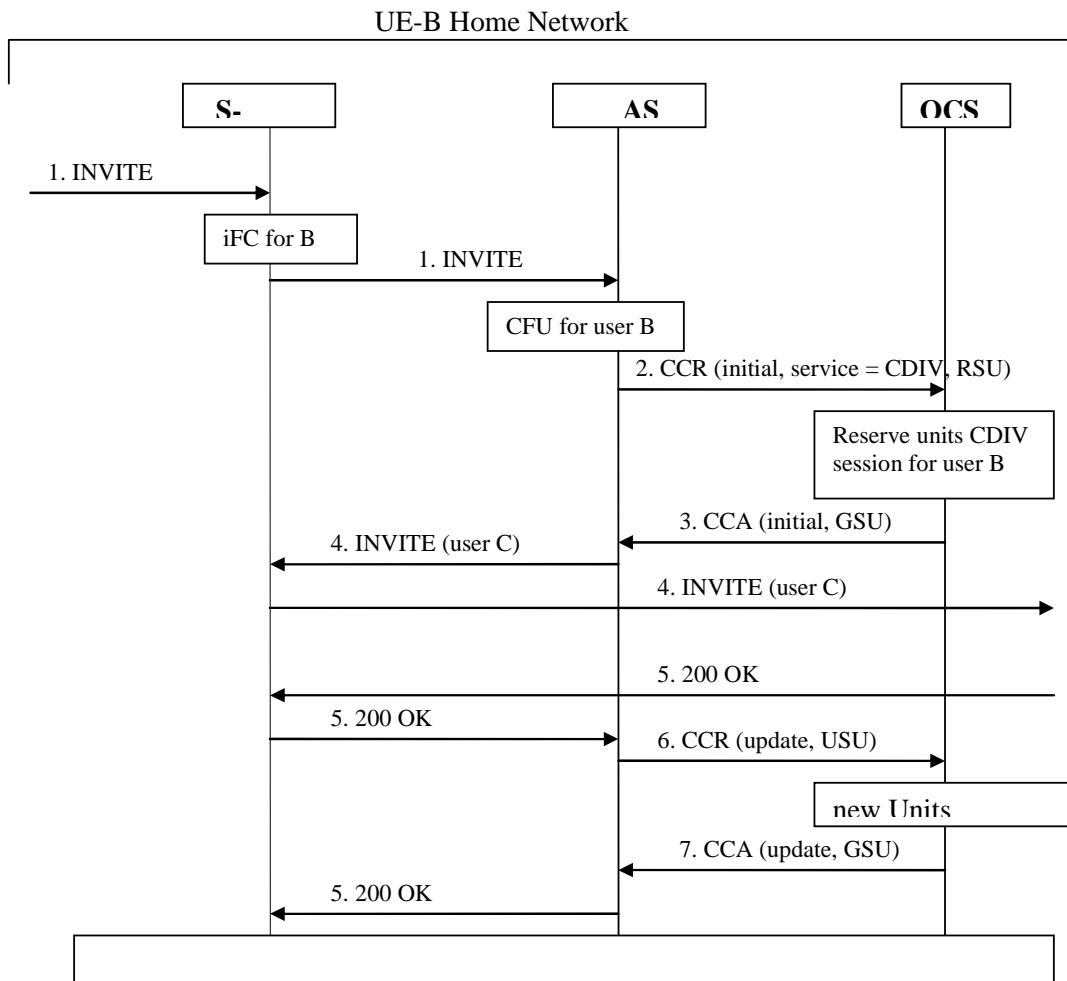 UE-B Home Network
S-
AS
OCS
1. INVITE
iFC for B
1. INVITE
CFU for user B
2. CCR (initial, service = CDIV, RSU)
Reserve units CDIV
session for user B
3. CCA (initial, GSU)
4. INVITE (user C)
4. INVITE (user C)
5. 200 OK
5. 200 OK
6. CCR (update, USU)
new Units
7. CCA (update, GSU)
5. 200 OK